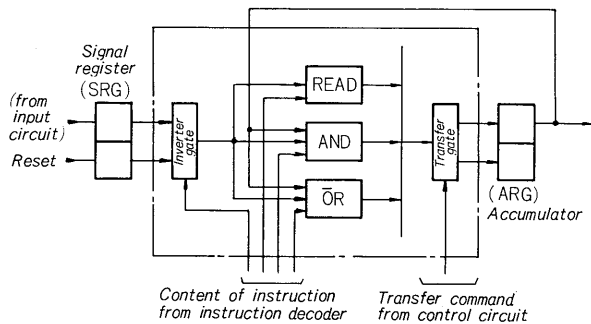 Signal
register
(SRG)
(from
input
circuit)
Reset
Inverter
gate
READ
AND
O̅R
Transfer
gate
(ARG)
Accumulator
Content of instruction
from instruction decoder
Transfer command
from control circuit